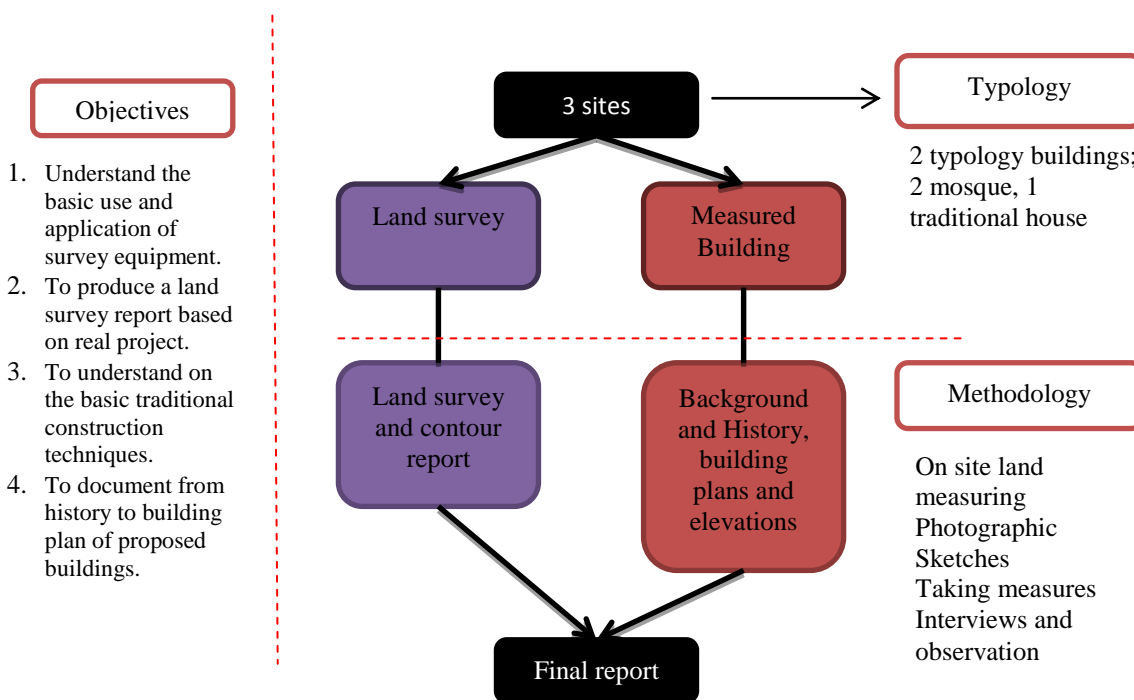 Objectives
1. Understand the
basic use and
application of
survey equipment.
2. To produce a land
survey report based
on real project.
3. To understand on
the basic traditional
construction
techniques.
4. To document from
history to building
plan of proposed
buildings.
3 sites
Land survey
Measured
Building
Land survey
and contour
report
Background
and History,
building
plans and
elevations
Final report
Typology
2 typology buildings;
2 mosque, 1
traditional house
Methodology
On site land
measuring
Photographic
Sketches
Taking measures
Interviews and
observation